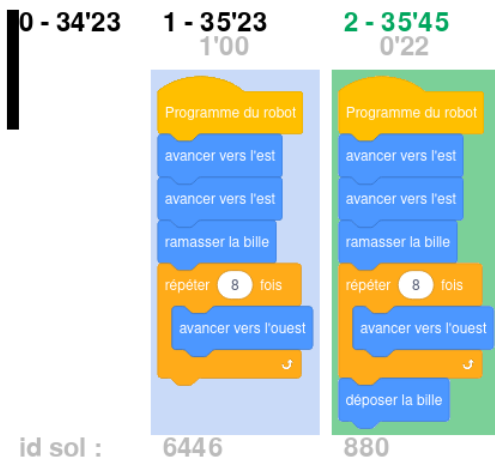 0 - 34'23 1 - 35'23 2 - 35'45
1'00 0'22
Programme du robot Programme du robot
avancer vers l'est avancer vers l'est
avancer vers l'est avancer vers l'est
ramasser la bille ramasser la bille
répéter 8 fois répéter 8 fois
avancer vers l'ouest avancer vers l'ouest
déposer la bille
id sol : 6446 880